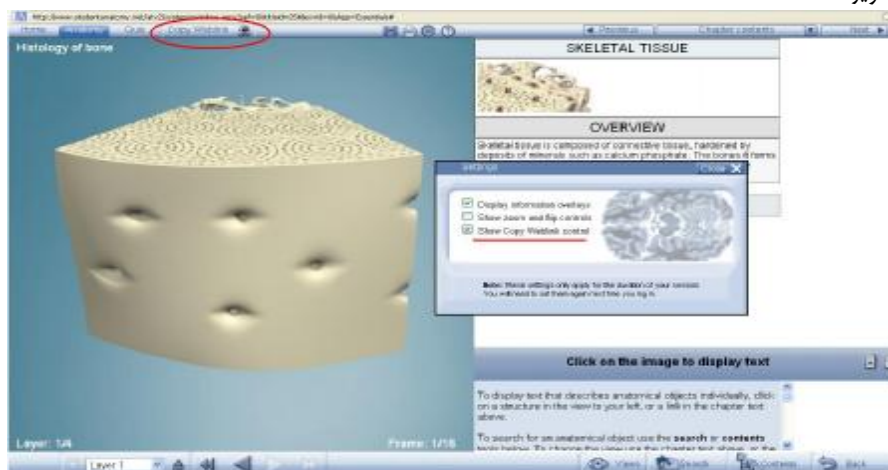 Home
Quiz
Copy Weblink
Previous
Chapter contents
Next
Histology of bone
SKELETAL TISSUE
OVERVIEW
Skeletal tissue is composed of connective tissue, hardened by
deposits of minerals such as calcium phosphate. The bones it forms
Settings
Close X
Display information overlays
Show zoom and flip controls
Show Copy Weblink control
Note: These settings only apply for the duration of your session.
You will need to set them again next time you log in.
Click on the image to display text
To display text that describes anatomical objects individually, click
on a structure in the view to your left, or a link in the chapter text
above.
To search for an anatomical object use the search or contents
tools below. To change the view use the chapter text above, or the
Layer: 1/4
Frame: 1/18
Layer 1
Views
Search
Contents
Back